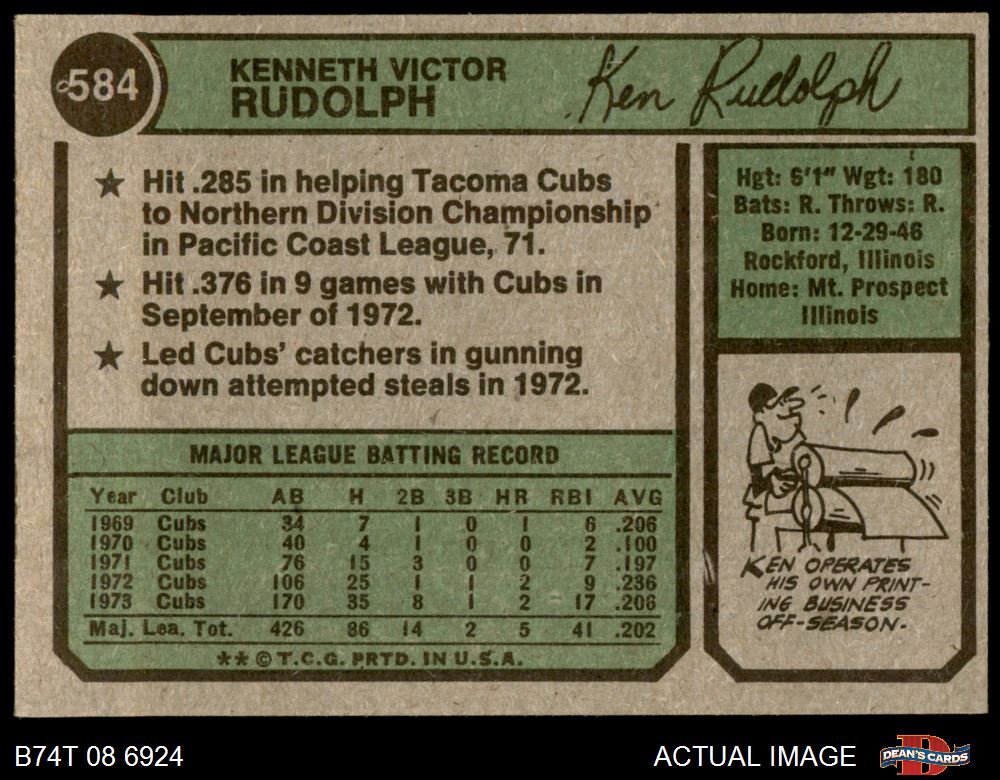 584
KENNETH VICTOR
RUDOLPH
Ken Rudolph
★ Hit .285 in helping Tacoma Cubs
to Northern Division Championship
in Pacific Coast League, 71.
★ Hit .376 in 9 games with Cubs in
September of 1972.
★ Led Cubs' catchers in gunning
down attempted steals in 1972.
Hgt: 6'1" Wgt: 180
Bats: R. Throws: R.
Born: 12-29-46
Rockford, Illinois
Home: Mt. Prospect
Illinois
MAJOR LEAGUE BATTING RECORD
Year Club AB H 2B 3B HR RBI AVG
1969 Cubs 34 7 1 0 1 6 .206
1970 Cubs 40 4 1 0 0 2 .100
1971 Cubs 76 15 3 0 0 7 .197
1972 Cubs 106 25 1 1 2 9 .236
1973 Cubs 170 35 8 1 2 17 .206
Maj. Lea. Tot. 426 86 14 2 5 41 .202
** © T.C.G. PRTD. IN U.S.A.
KEN OPERATES
HIS OWN PRINT-
ING BUSINESS
OFF-SEASON.
B74T 08 6924
ACTUAL IMAGE
D
DEAN'S CARDS